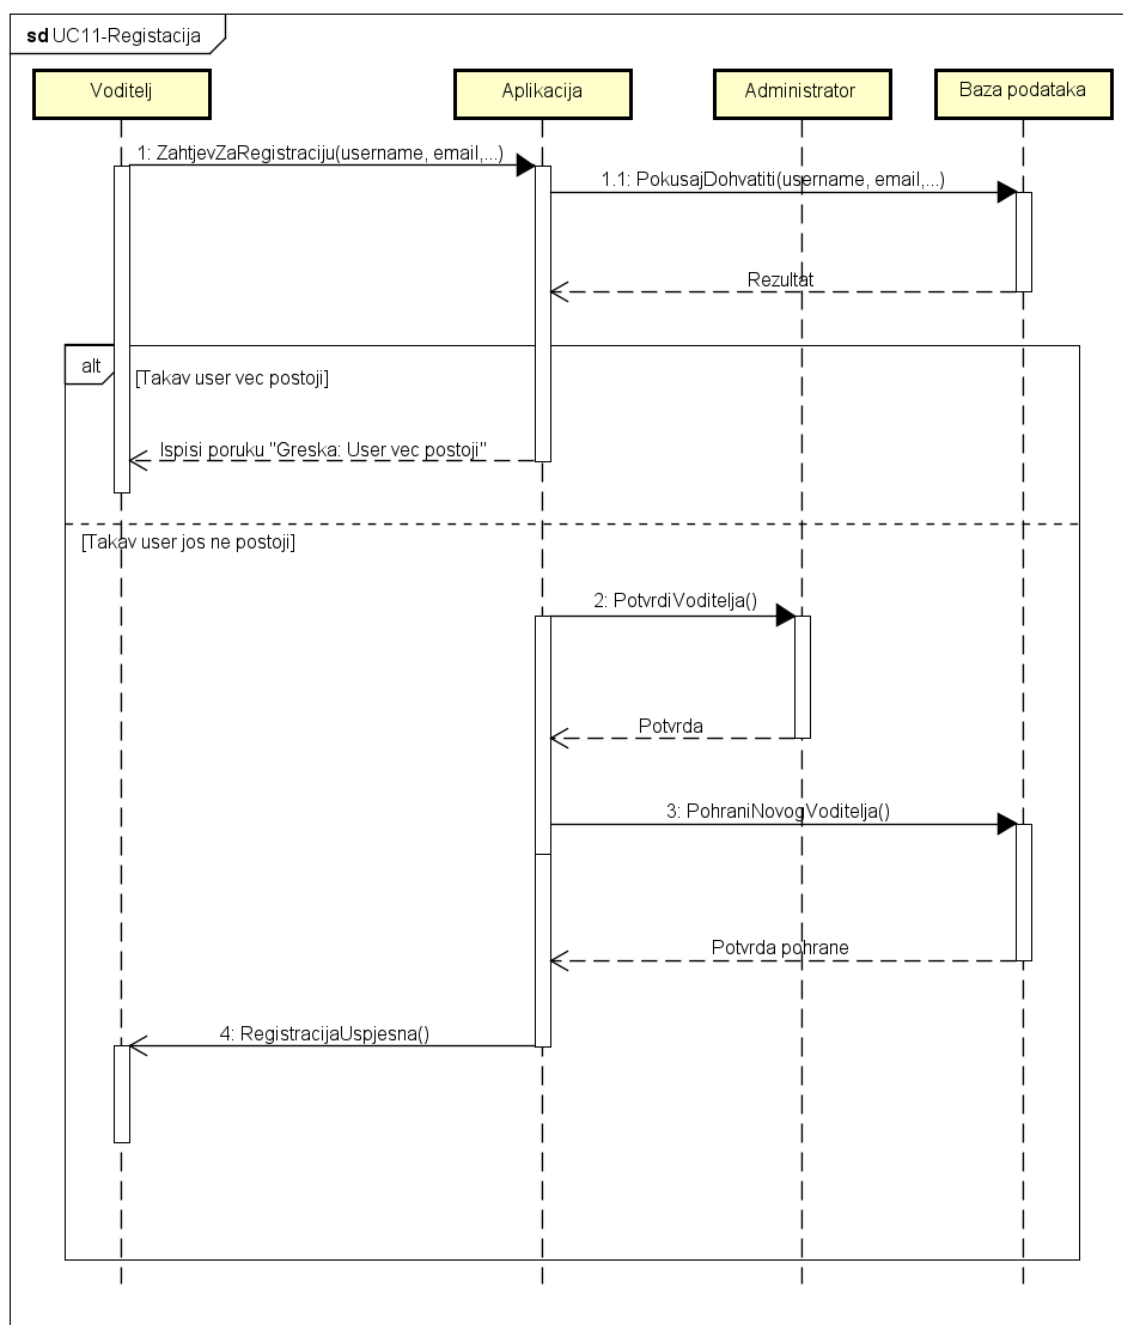 sd UC11-Registacija
Voditelj
Aplikacija
Administrator
Baza podataka
1: ZahtjevZaRegistraciju(username, email,...)
1.1: PokusajDohvatiti(username, email,...)
Rezultat
alt
[Takav user vec postoji]
Ispisi poruku "Greska: User vec postoji"
[Takav user jos ne postoji]
2: PotvrdiVoditelja()
Potvrda
3: PohraniNovogVoditelja()
Potvrda pohrane
4: RegistracijaUspjesna()